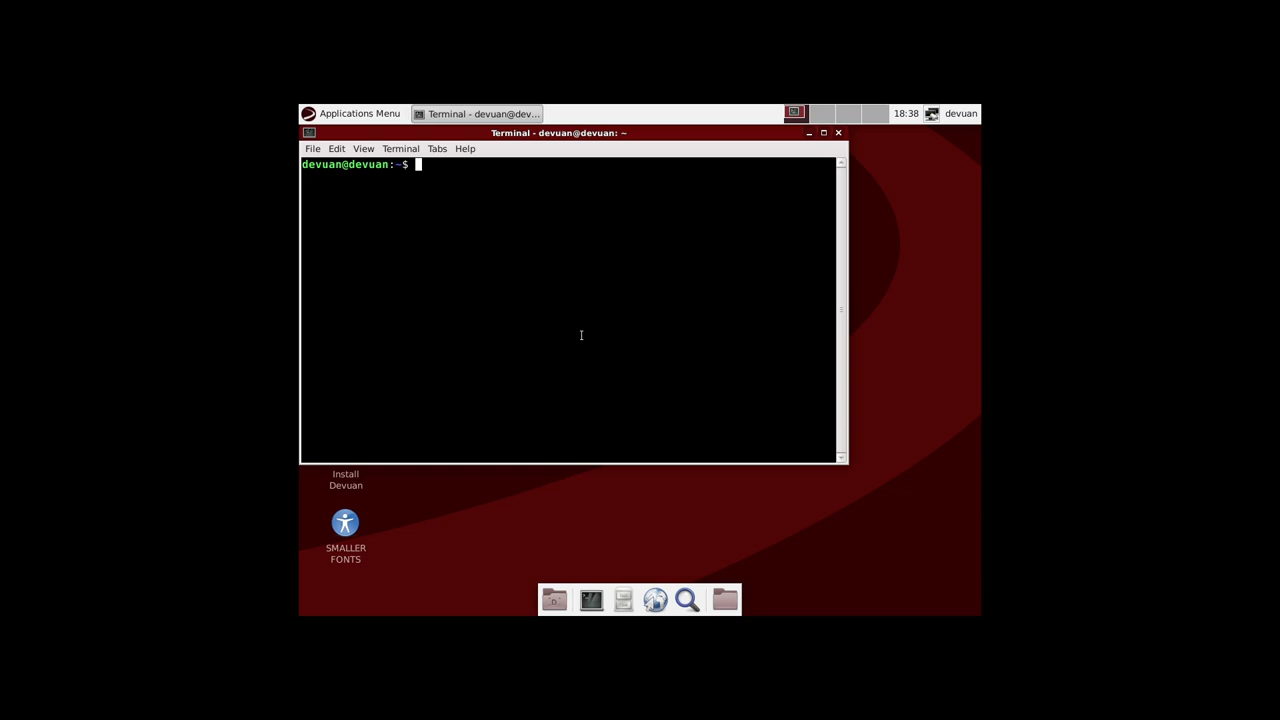 Applications Menu
Terminal - devuan@dev...
18:38
devuan
Terminal - devuan@devuan: ~
File Edit View Terminal Tabs Help
devuan@devuan:~$
Install
Devuan
SMALLER
FONTS